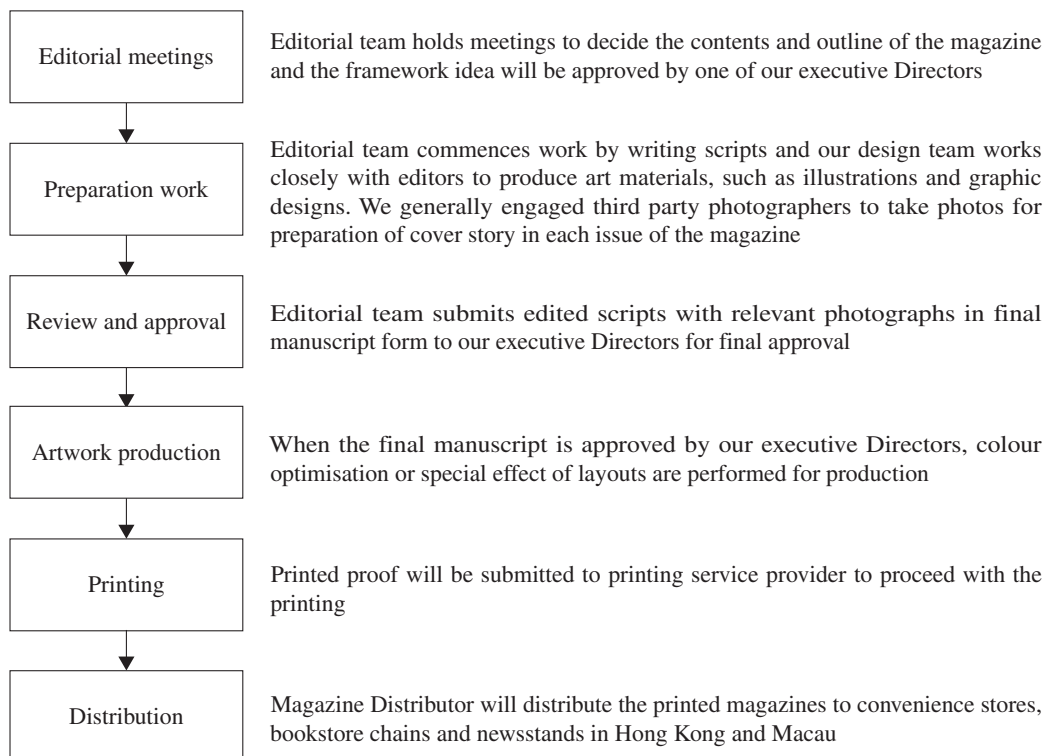 Editorial meetings
Editorial team holds meetings to decide the contents and outline of the magazine
and the framework idea will be approved by one of our executive Directors
Preparation work
Editorial team commences work by writing scripts and our design team works
closely with editors to produce art materials, such as illustrations and graphic
designs. We generally engaged third party photographers to take photos for
preparation of cover story in each issue of the magazine
Review and approval
Editorial team submits edited scripts with relevant photographs in final
manuscript form to our executive Directors for final approval
Artwork production
When the final manuscript is approved by our executive Directors, colour
optimisation or special effect of layouts are performed for production
Printing
Printed proof will be submitted to printing service provider to proceed with the
printing
Distribution
Magazine Distributor will distribute the printed magazines to convenience stores,
bookstore chains and newsstands in Hong Kong and Macau